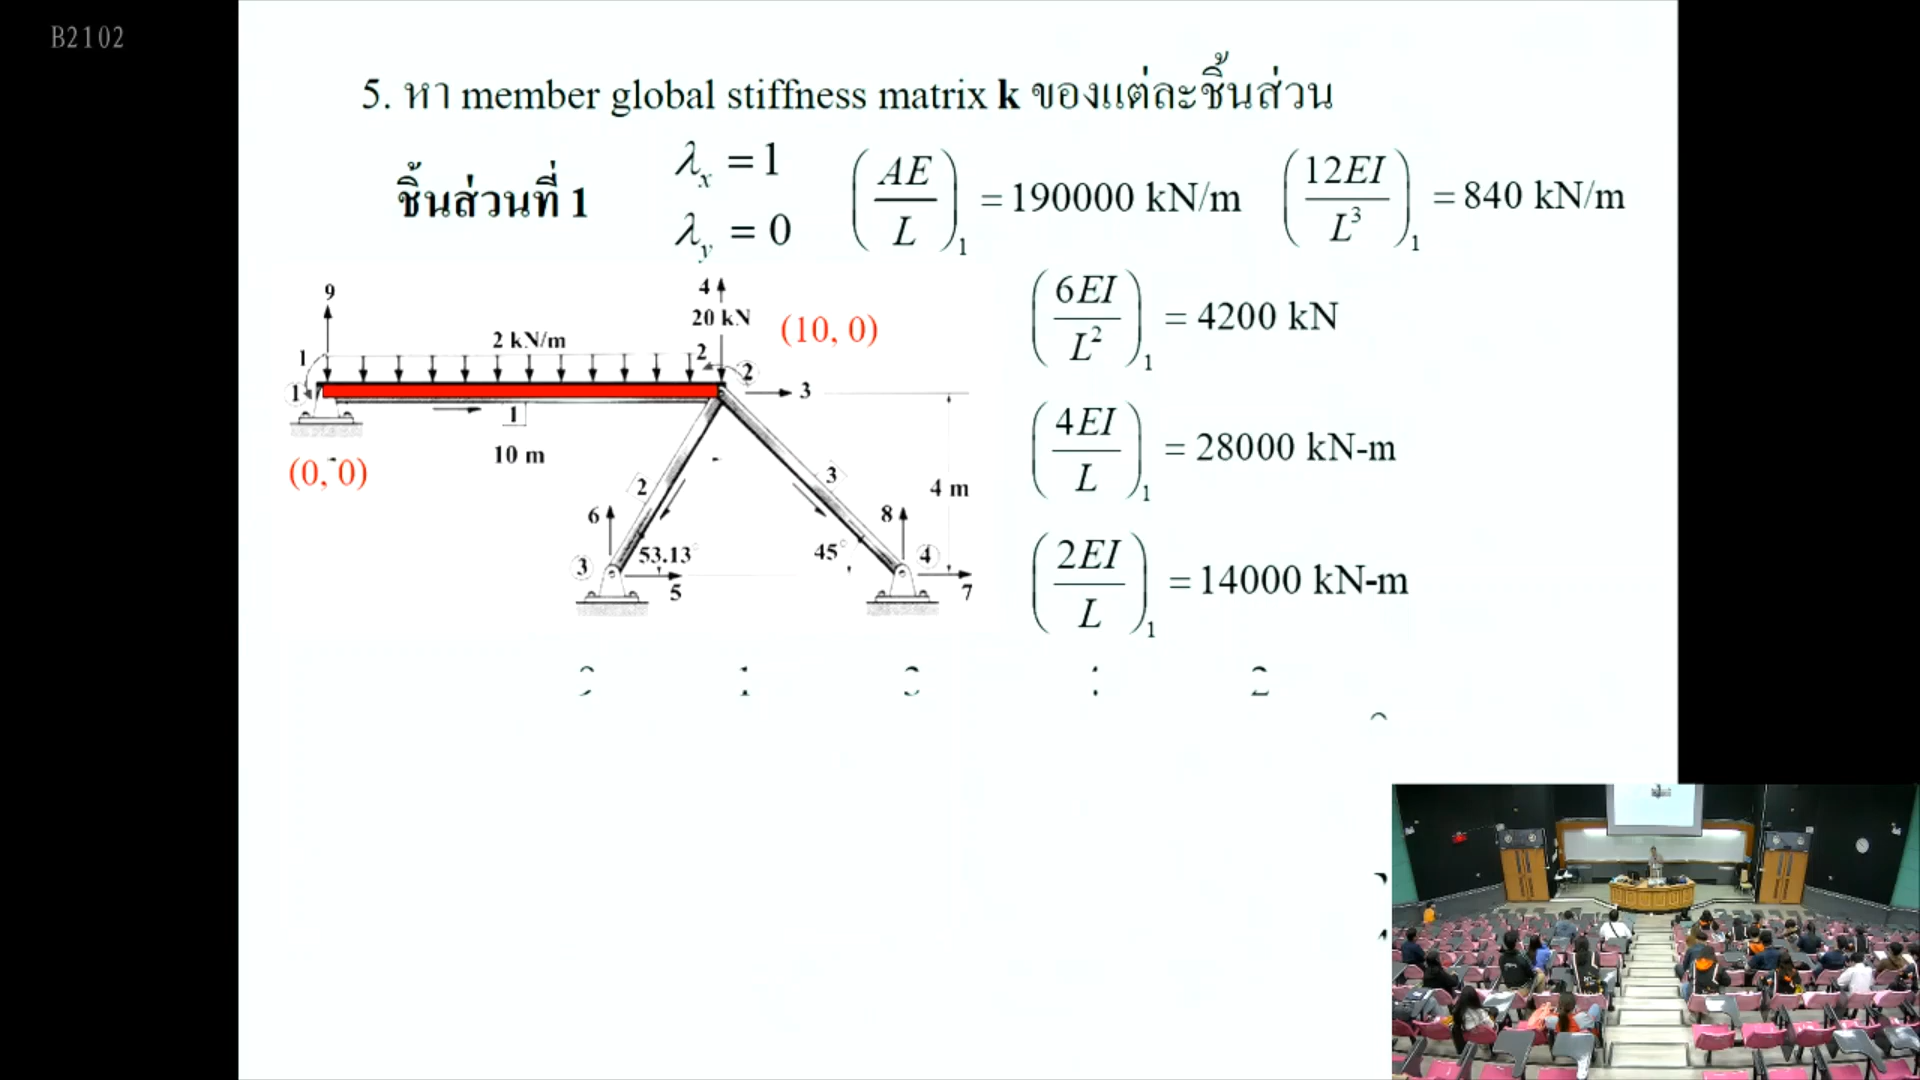 B2102
5. หา member global stiffness matrix k ของแต่ละชิ้นส่วน
ชิ้นส่วนที่ 1
λx = 1
λy = 0
(AE/L)1 = 190000 kN/m
(12EI/L³)1 = 840 kN/m
(6EI/L²)1 = 4200 kN
(4EI/L)1 = 28000 kN-m
(2EI/L)1 = 14000 kN-m
9
4
20 kN
(10, 0)
2 kN/m
1
2
2
1
3
1
10 m
(0, 0)
2
3
4 m
6
8
53.13°
45°
3
4
5
7